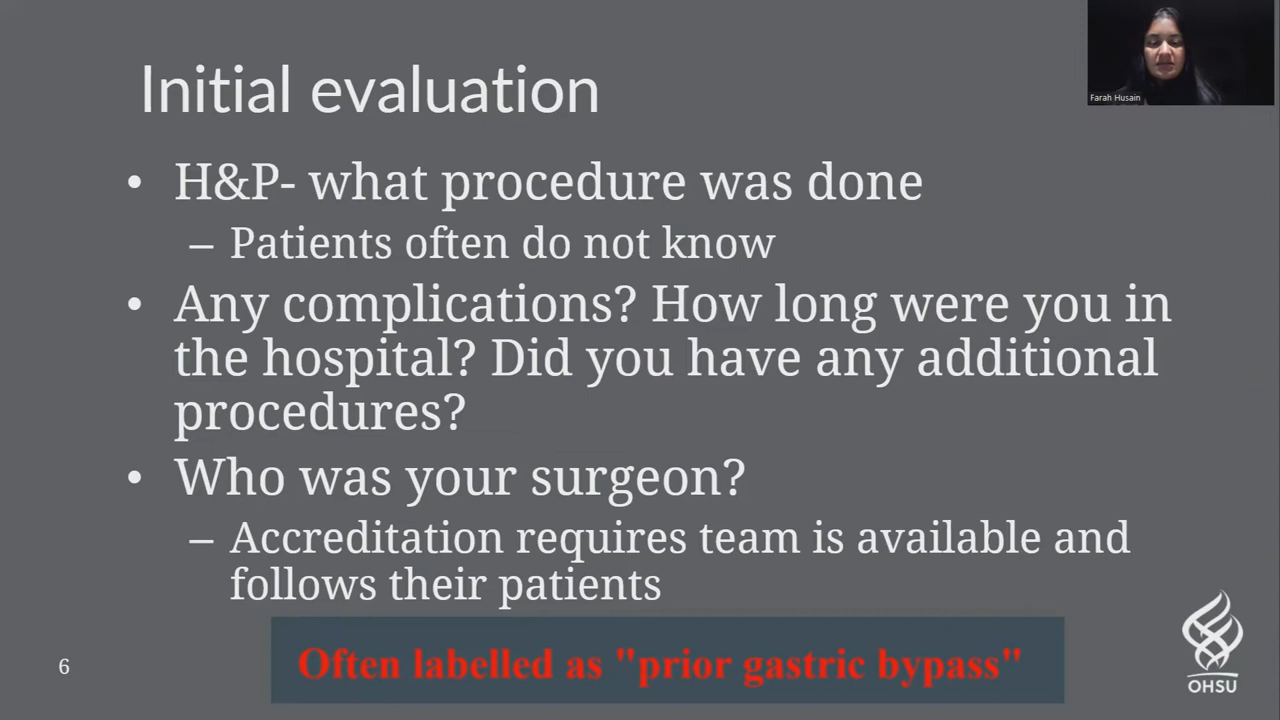 Initial evaluation
Farah Husain
• H&P- what procedure was done
– Patients often do not know
• Any complications? How long were you in
the hospital? Did you have any additional
procedures?
• Who was your surgeon?
– Accreditation requires team is available and
follows their patients
Often labelled as "prior gastric bypass"
6
OHSU